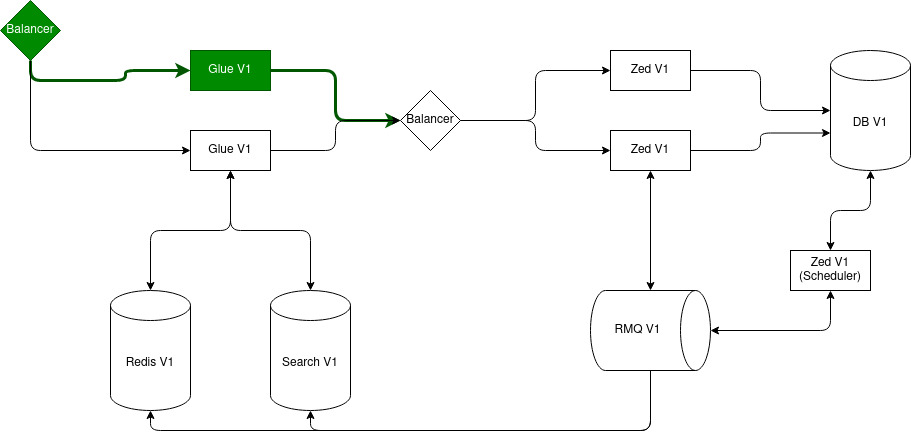 Balancer
Glue V1
Zed V1
DB V1
Balancer
Glue V1
Zed V1
Zed V1
(Scheduler)
RMQ V1
Redis V1
Search V1